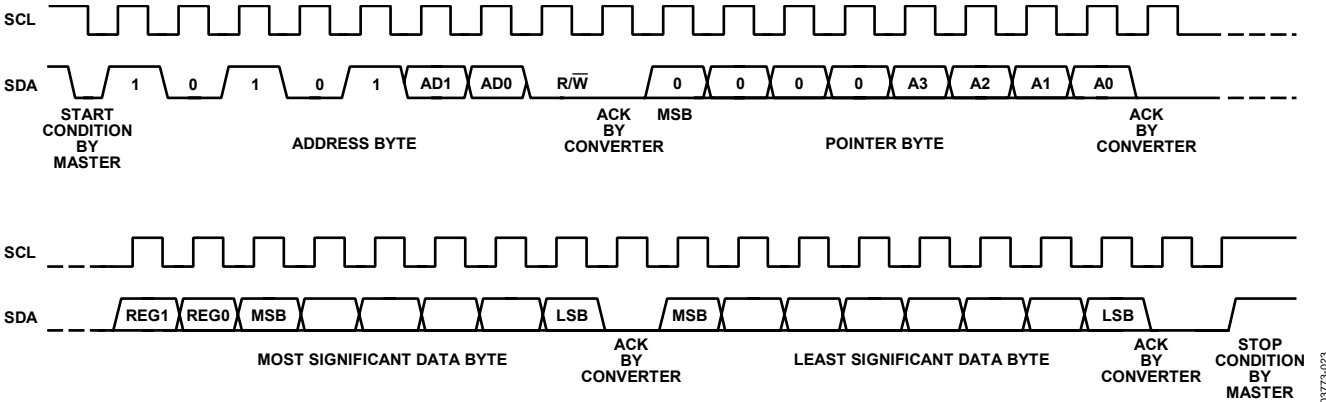 SCL
SDA
1 0 1 0 1 AD1 AD0 R/W̅ 0 0 0 0 A3 A2 A1 A0
START
CONDITION
BY
MASTER
ADDRESS BYTE
ACK
BY
CONVERTER
MSB
POINTER BYTE
ACK
BY
CONVERTER
SCL
SDA
REG1 REG0 MSB LSB MSB LSB
MOST SIGNIFICANT DATA BYTE
ACK
BY
CONVERTER
LEAST SIGNIFICANT DATA BYTE
ACK
BY
CONVERTER
STOP
CONDITION
BY
MASTER
03773-023